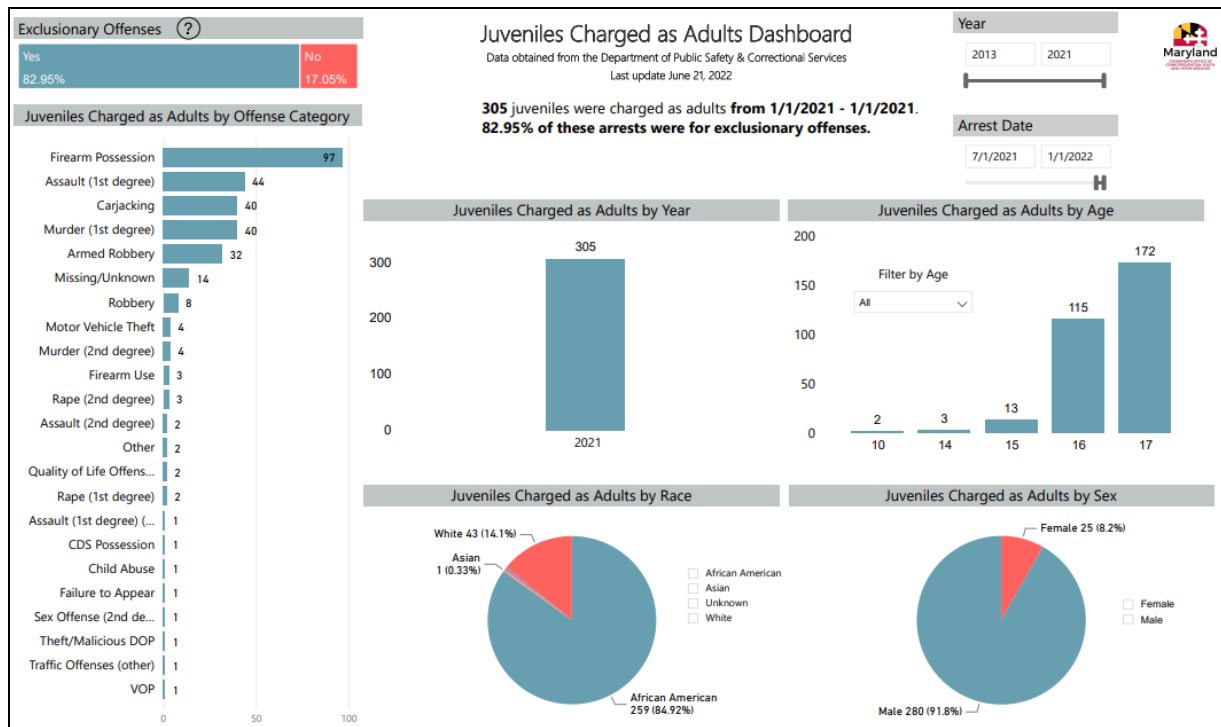 Exclusionary Offenses ?
Yes
82.95%
No
17.05%
Juveniles Charged as Adults Dashboard
Data obtained from the Department of Public Safety & Correctional Services
Last update June 21, 2022
305 juveniles were charged as adults from 1/1/2021 - 1/1/2021.
82.95% of these arrests were for exclusionary offenses.
Year
2013 2021
Arrest Date
7/1/2021 1/1/2022
Maryland
Juveniles Charged as Adults by Offense Category
Firearm Possession 97
Assault (1st degree) 44
Carjacking 40
Murder (1st degree) 40
Armed Robbery 32
Missing/Unknown 14
Robbery 8
Motor Vehicle Theft 4
Murder (2nd degree) 4
Firearm Use 3
Rape (2nd degree) 3
Assault (2nd degree) 2
Other 2
Quality of Life Offens... 2
Rape (1st degree) 2
Assault (1st degree) (... 1
CDS Possession 1
Child Abuse 1
Failure to Appear 1
Sex Offense (2nd de... 1
Theft/Malicious DOP 1
Traffic Offenses (other) 1
VOP 1
0 50 100
Juveniles Charged as Adults by Year
305
300
200
100
0
2021
Juveniles Charged as Adults by Age
200
150
100
50
0
Filter by Age
All
2 3 13 115 172
10 14 15 16 17
Juveniles Charged as Adults by Race
White 43 (14.1%)
Asian
1 (0.33%)
African American
259 (84.92%)
African American
Asian
Unknown
White
Juveniles Charged as Adults by Sex
Female 25 (8.2%)
Male 280 (91.8%)
Female
Male